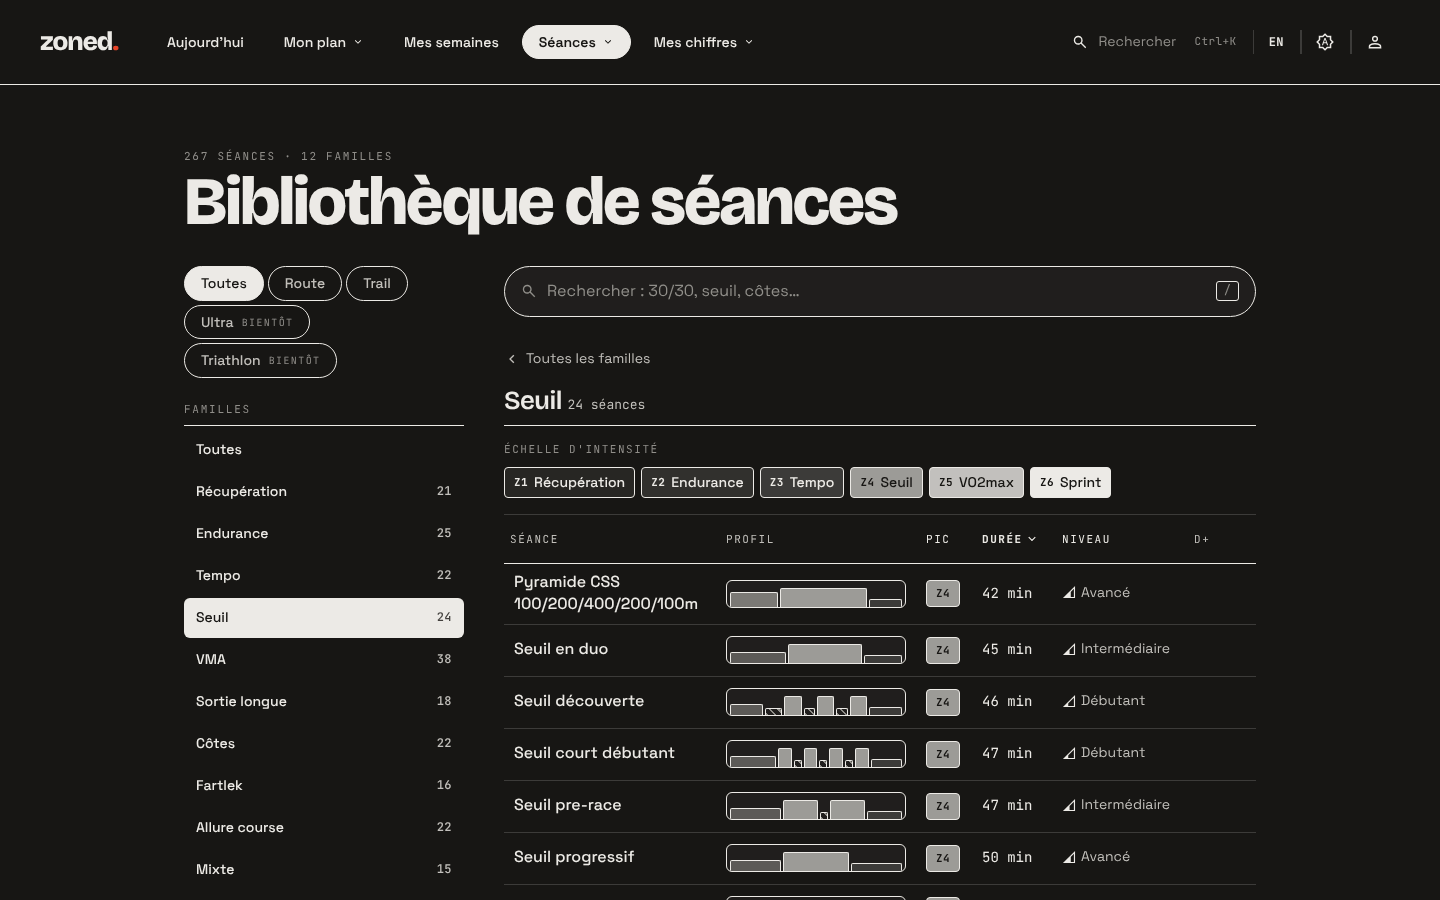 zoned.
Aujourd'hui
Mon plan
Mes semaines
Séances
Mes chiffres
Rechercher Ctrl+K
EN
A
267 SÉANCES · 12 FAMILLES
Bibliothèque de séances
Toutes
Route
Trail
Ultra BIENTÔT
Triathlon BIENTÔT
FAMILLES
Toutes
Récupération 21
Endurance 25
Tempo 22
Seuil 24
VMA 38
Sortie longue 18
Côtes 22
Fartlek 16
Allure course 22
Mixte 15
Rechercher : 30/30, seuil, côtes… /
Toutes les familles
Seuil 24 séances
ÉCHELLE D'INTENSITÉ
Z1 Récupération
Z2 Endurance
Z3 Tempo
Z4 Seuil
Z5 VO2max
Z6 Sprint
SÉANCE PROFIL PIC DURÉE NIVEAU D+
Pyramide CSS
100/200/400/200/100m Z4 42 min Avancé
Seuil en duo Z4 45 min Intermédiaire
Seuil découverte Z4 46 min Débutant
Seuil court débutant Z4 47 min Débutant
Seuil pre-race Z4 47 min Intermédiaire
Seuil progressif Z4 50 min Avancé